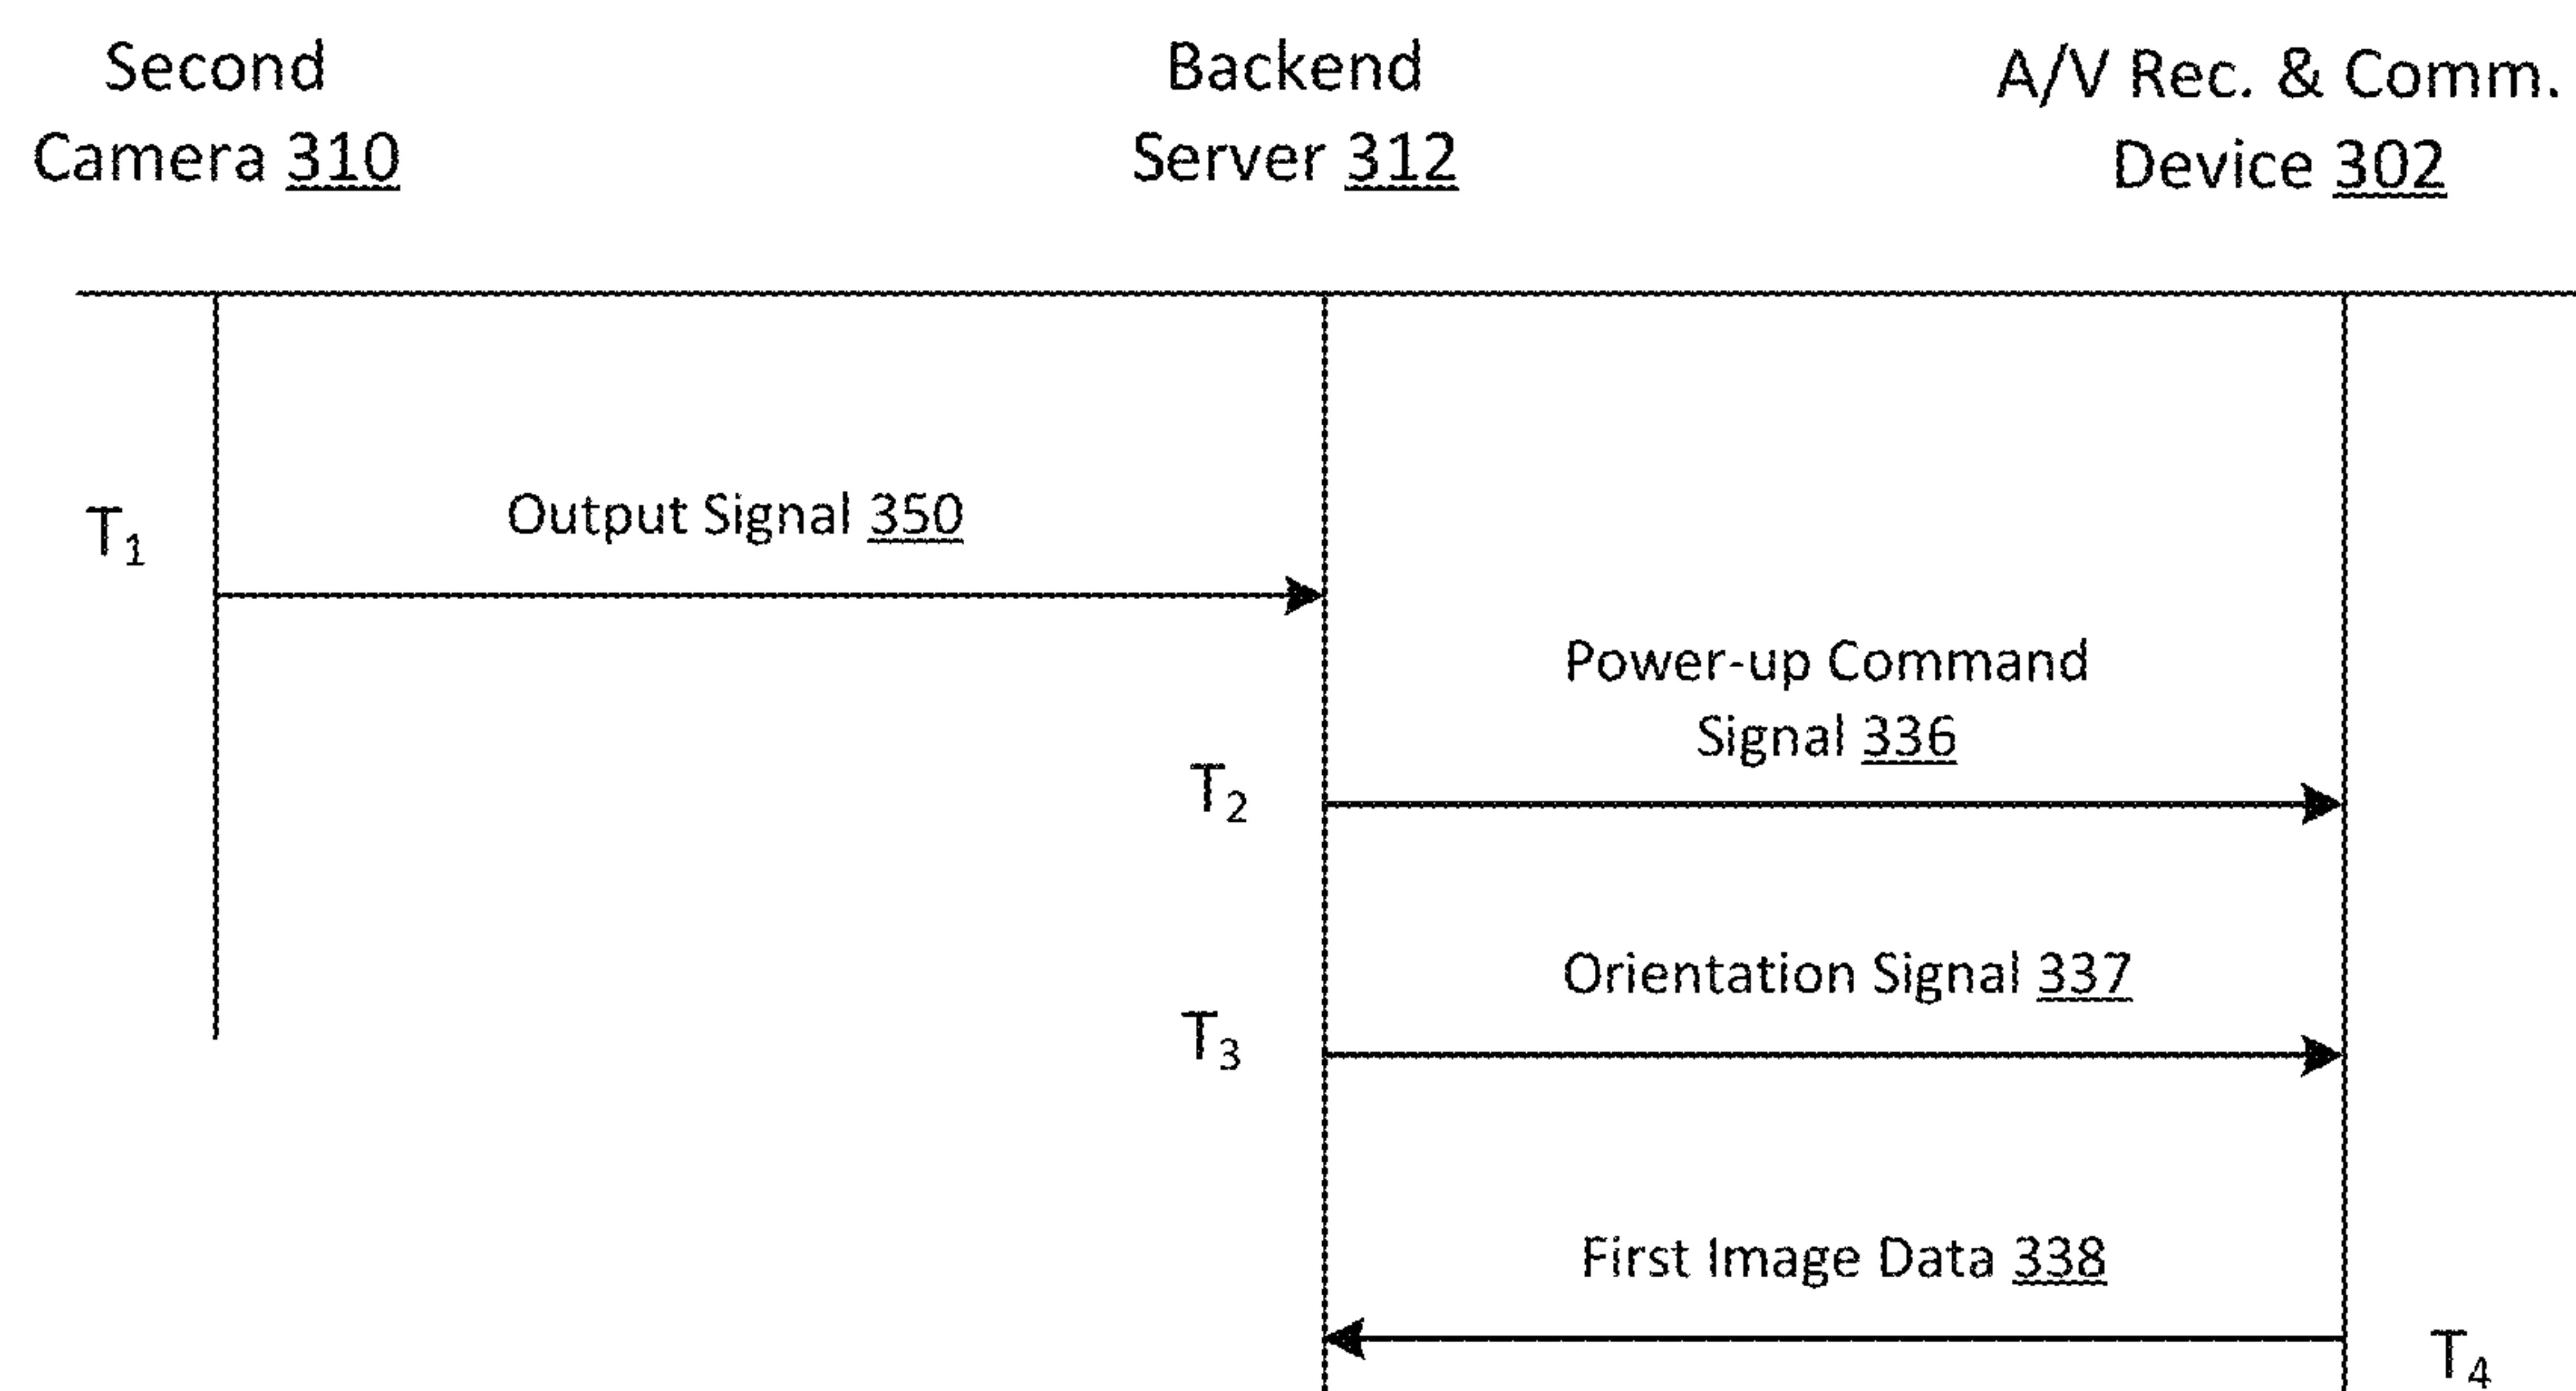 Second
Camera 310
Backend
Server 312
A/V Rec. & Comm.
Device 302
T1
Output Signal 350
Power-up Command
Signal 336
T2
Orientation Signal 337
T3
First Image Data 338
T4